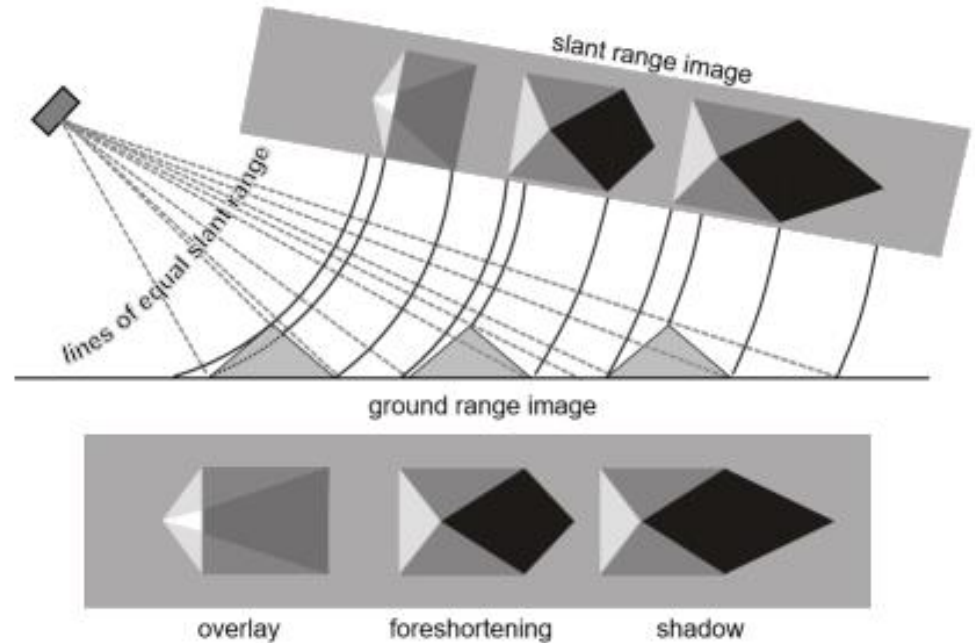 slant range image
lines of equal slant range
ground range image
overlay
foreshortening
shadow